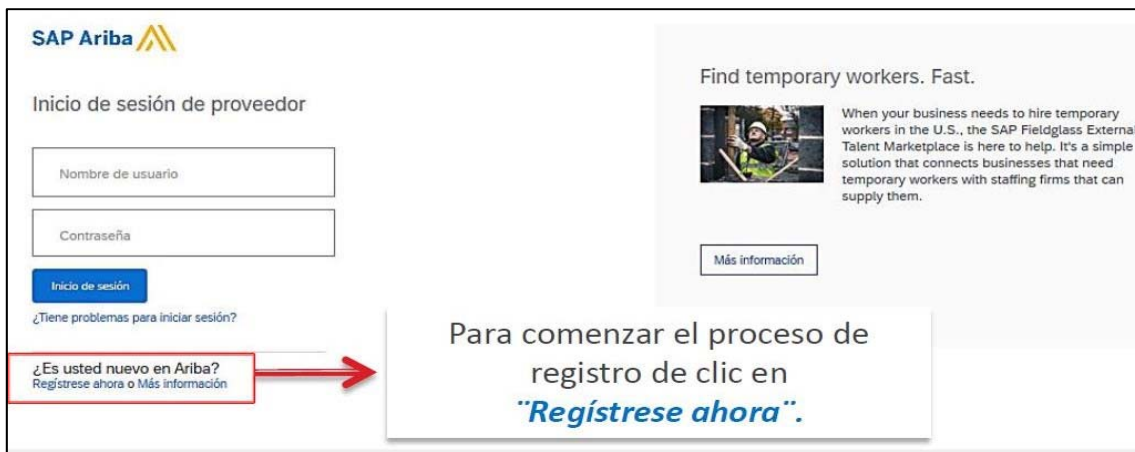 SAP Ariba
Inicio de sesión de proveedor
Nombre de usuario
Contraseña
Inicio de sesión
¿Tiene problemas para iniciar sesión?
¿Es usted nuevo en Ariba?
Regístrese ahora o Más información
Find temporary workers. Fast.
When your business needs to hire temporary
workers in the U.S., the SAP Fieldglass External
Talent Marketplace is here to help. It's a simple
solution that connects businesses that need
temporary workers with staffing firms that can
supply them.
Más información
Para comenzar el proceso de
registro de clic en
¨Regístrese ahora¨.